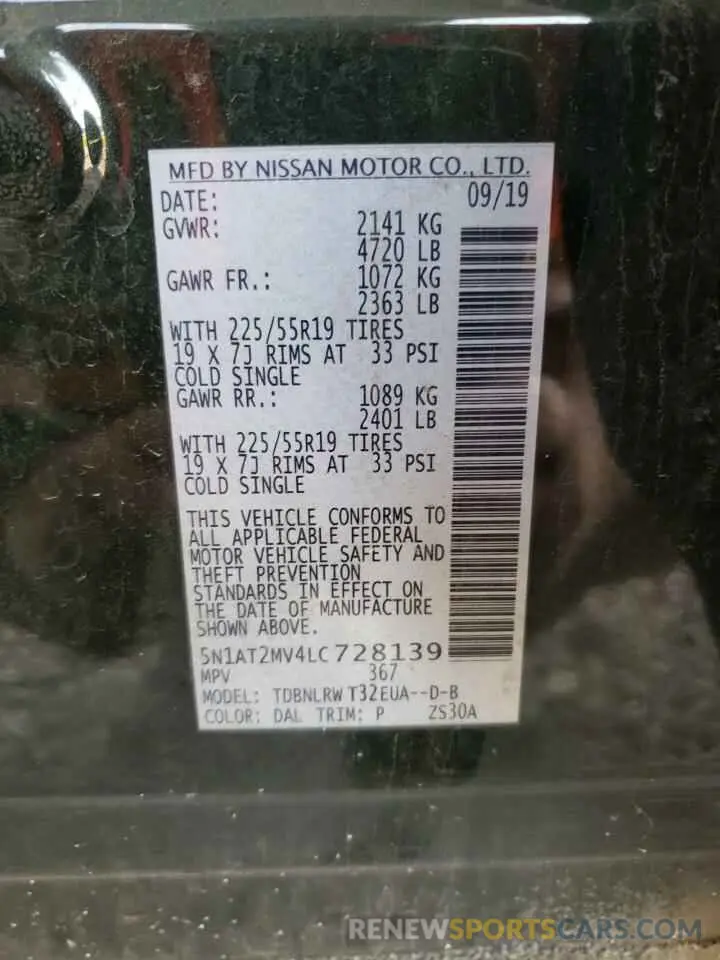 MFD BY NISSAN MOTOR CO., LTD.
DATE: 09/19
GVWR: 2141 KG
4720 LB
GAWR FR.: 1072 KG
2363 LB
WITH 225/55R19 TIRES
19 X 7J RIMS AT 33 PSI
COLD SINGLE
GAWR RR.: 1089 KG
2401 LB
WITH 225/55R19 TIRES
19 X 7J RIMS AT 33 PSI
COLD SINGLE
THIS VEHICLE CONFORMS TO
ALL APPLICABLE FEDERAL
MOTOR VEHICLE SAFETY AND
THEFT PREVENTION
STANDARDS IN EFFECT ON
THE DATE OF MANUFACTURE
SHOWN ABOVE.
5N1AT2MV4LC728139
MPV 367
MODEL: TDBNLRW T32EUA--D-B
COLOR: DAL TRIM: P ZS30A
RENEWSPORTSCARS.COM